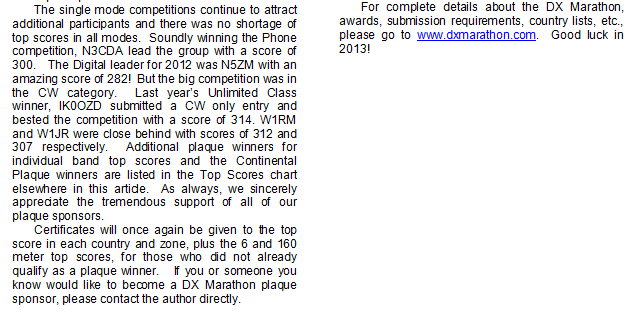 The single mode competitions continue to attract
additional participants and there was no shortage of
top scores in all modes. Soundly winning the Phone
competition, N3CDA lead the group with a score of
300. The Digital leader for 2012 was N5ZM with an
amazing score of 282! But the big competition was in
the CW category. Last year's Unlimited Class
winner, IK0OZD submitted a CW only entry and
bested the competition with a score of 314. W1RM
and W1JR were close behind with scores of 312 and
307 respectively. Additional plaque winners for
individual band top scores and the Continental
Plaque winners are listed in the Top Scores chart
elsewhere in this article. As always, we sincerely
appreciate the tremendous support of all of our
plaque sponsors.
Certificates will once again be given to the top
score in each country and zone, plus the 6 and 160
meter top scores, for those who did not already
qualify as a plaque winner. If you or someone you
know would like to become a DX Marathon plaque
sponsor, please contact the author directly.
For complete details about the DX Marathon,
awards, submission requirements, country lists, etc.,
please go to www.dxmarathon.com. Good luck in
2013!